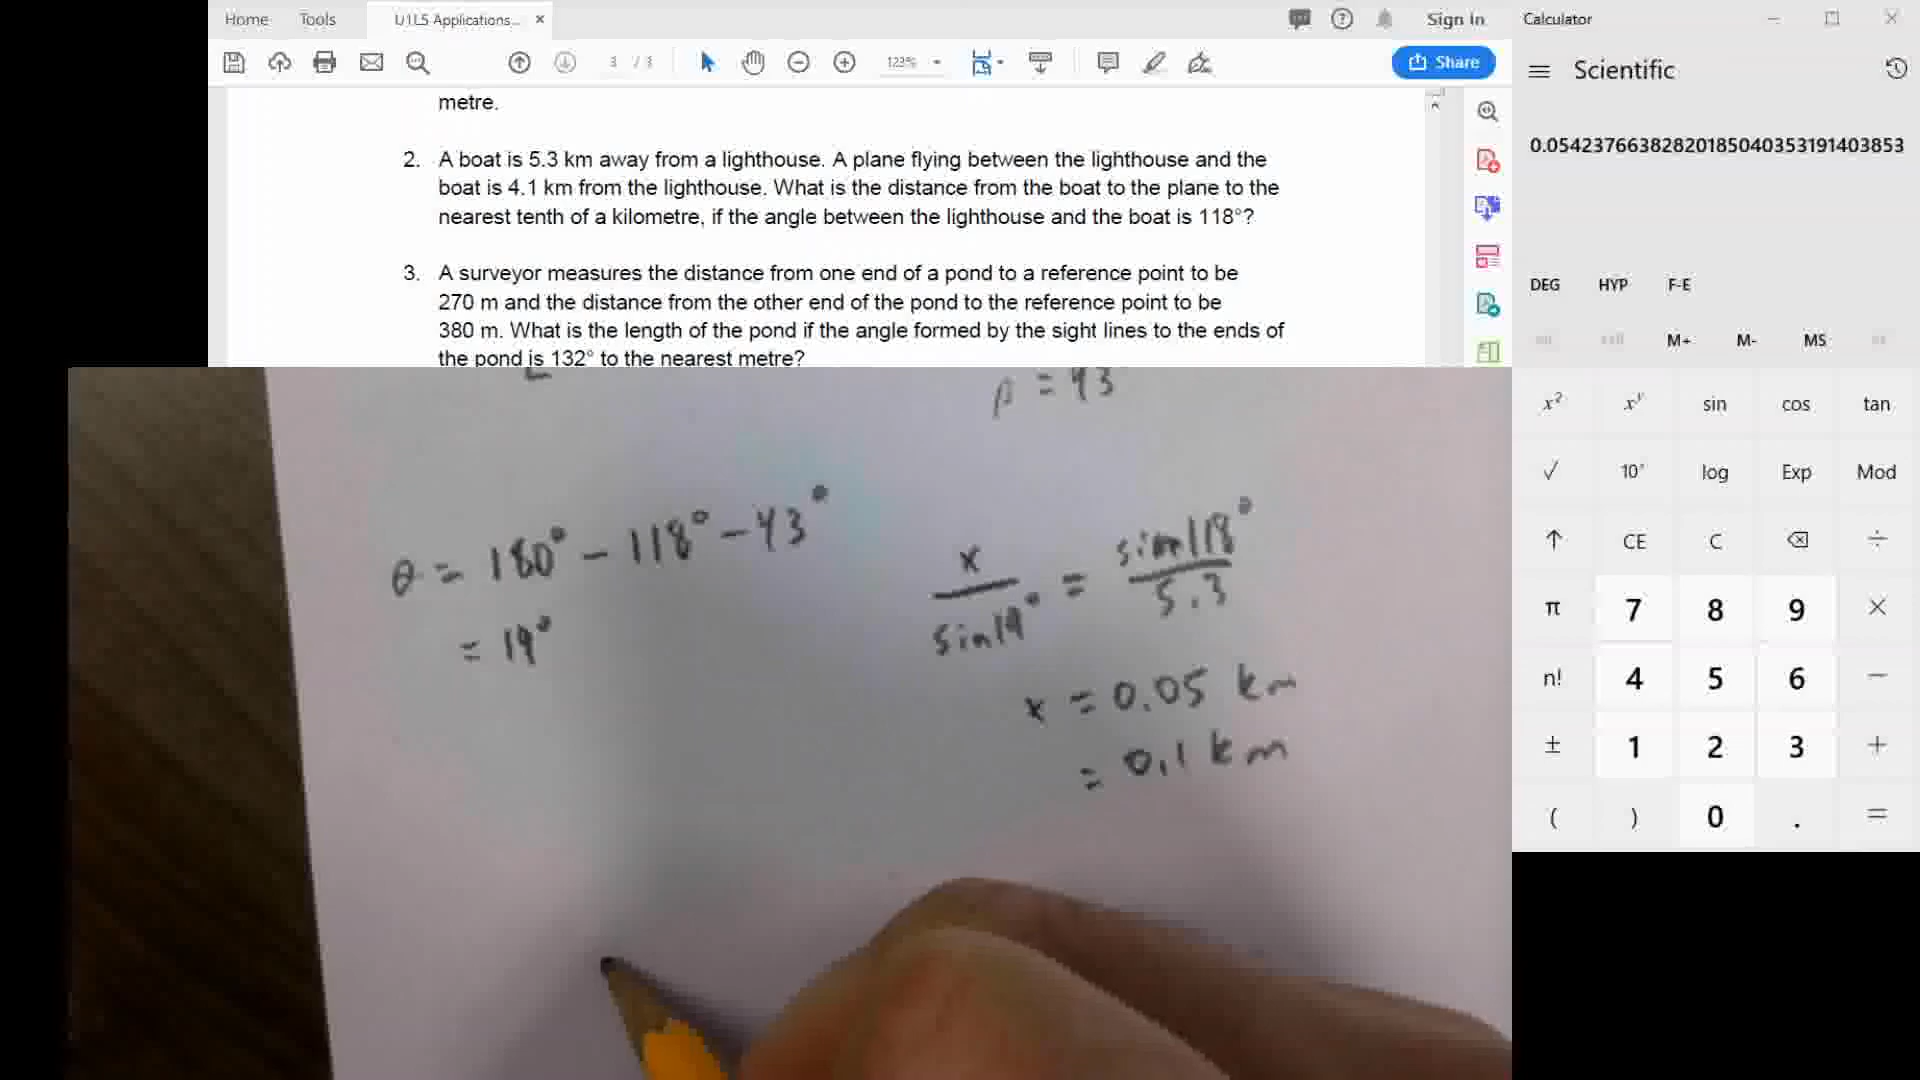 Home Tools U1L5 Applications... × Sign In
3 / 3 123% Share
metre.
2. A boat is 5.3 km away from a lighthouse. A plane flying between the lighthouse and the
boat is 4.1 km from the lighthouse. What is the distance from the boat to the plane to the
nearest tenth of a kilometre, if the angle between the lighthouse and the boat is 118°?
3. A surveyor measures the distance from one end of a pond to a reference point to be
270 m and the distance from the other end of the pond to the reference point to be
380 m. What is the length of the pond if the angle formed by the sight lines to the ends of
the pond is 132° to the nearest metre?
β = 43
θ = 180° - 118° - 43°
= 19°
x / sin19° = sin118° / 5.3
x = 0.05 km
= 0.1 km
Calculator
Scientific
0.05423766382820185040353191403853
DEG HYP F-E
MC MR M+ M- MS
x² xʸ sin cos tan
√ 10ˣ log Exp Mod
↑ CE C ÷
π 7 8 9 ×
n! 4 5 6 −
± 1 2 3 +
( ) 0 . =